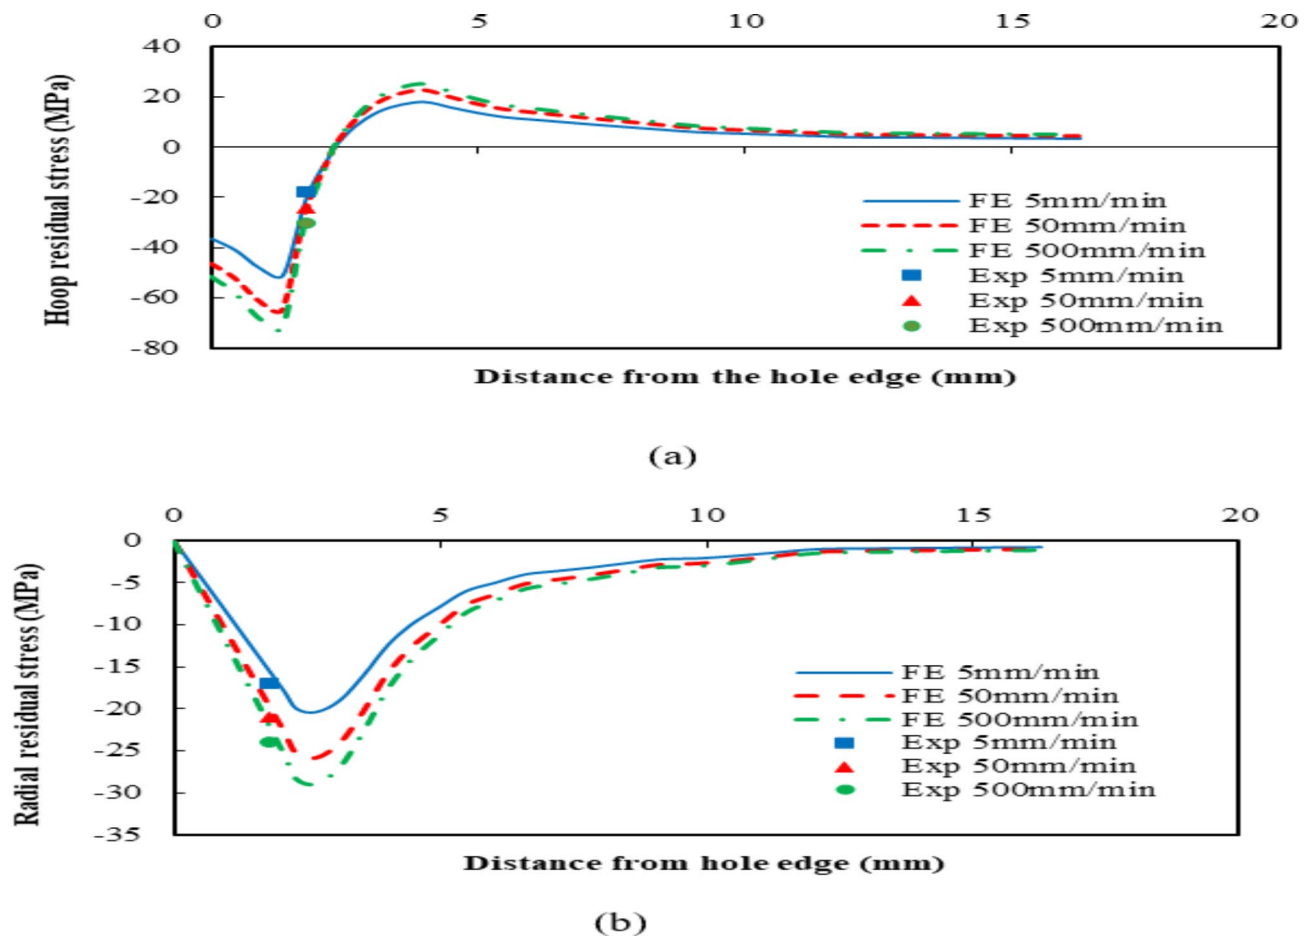 0 5 10 15 20
40
20
0
-20
-40
-60
-80
Hoop residual stress (MPa)
FE 5mm/min
FE 50mm/min
FE 500mm/min
Exp 5mm/min
Exp 50mm/min
Exp 500mm/min
Distance from the hole edge (mm)
(a)
0 5 10 15 20
0
-5
-10
-15
-20
-25
-30
-35
Radial residual stress (MPa)
FE 5mm/min
FE 50mm/min
FE 500mm/min
Exp 5mm/min
Exp 50mm/min
Exp 500mm/min
Distance from hole edge (mm)
(b)